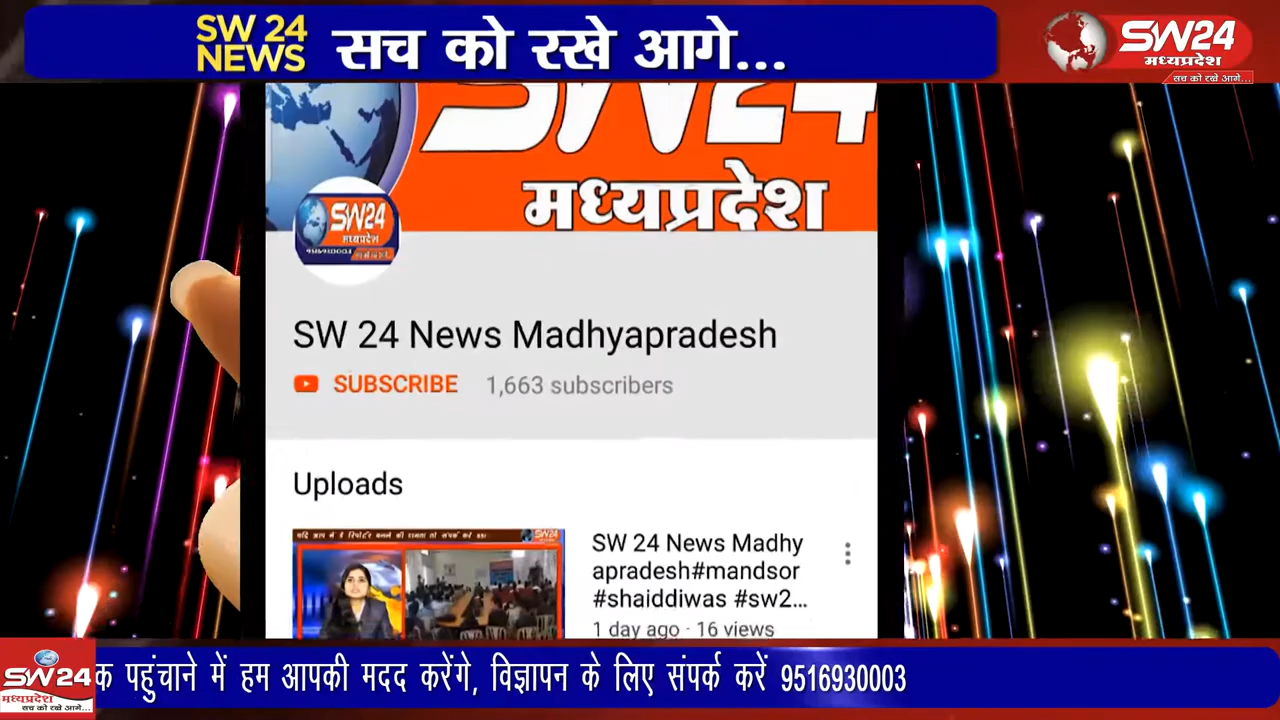 SW 24
NEWS
सच को रखे आगे...
SW24
मध्यप्रदेश
सच को रखे आगे...
SW24
मध्यप्रदेश
SW24
मध्यप्रदेश
SW 24 News Madhyapradesh
SUBSCRIBE 1,663 subscribers
Uploads
SW 24 News Madhy
apradesh#mandsor
#shaiddiwas #sw2...
1 day ago · 16 views
SW24
मध्यप्रदेश
सच को रखे आगे...
क पहुंचाने में हम आपकी मदद करेंगे, विज्ञापन के लिए संपर्क करें 9516930003